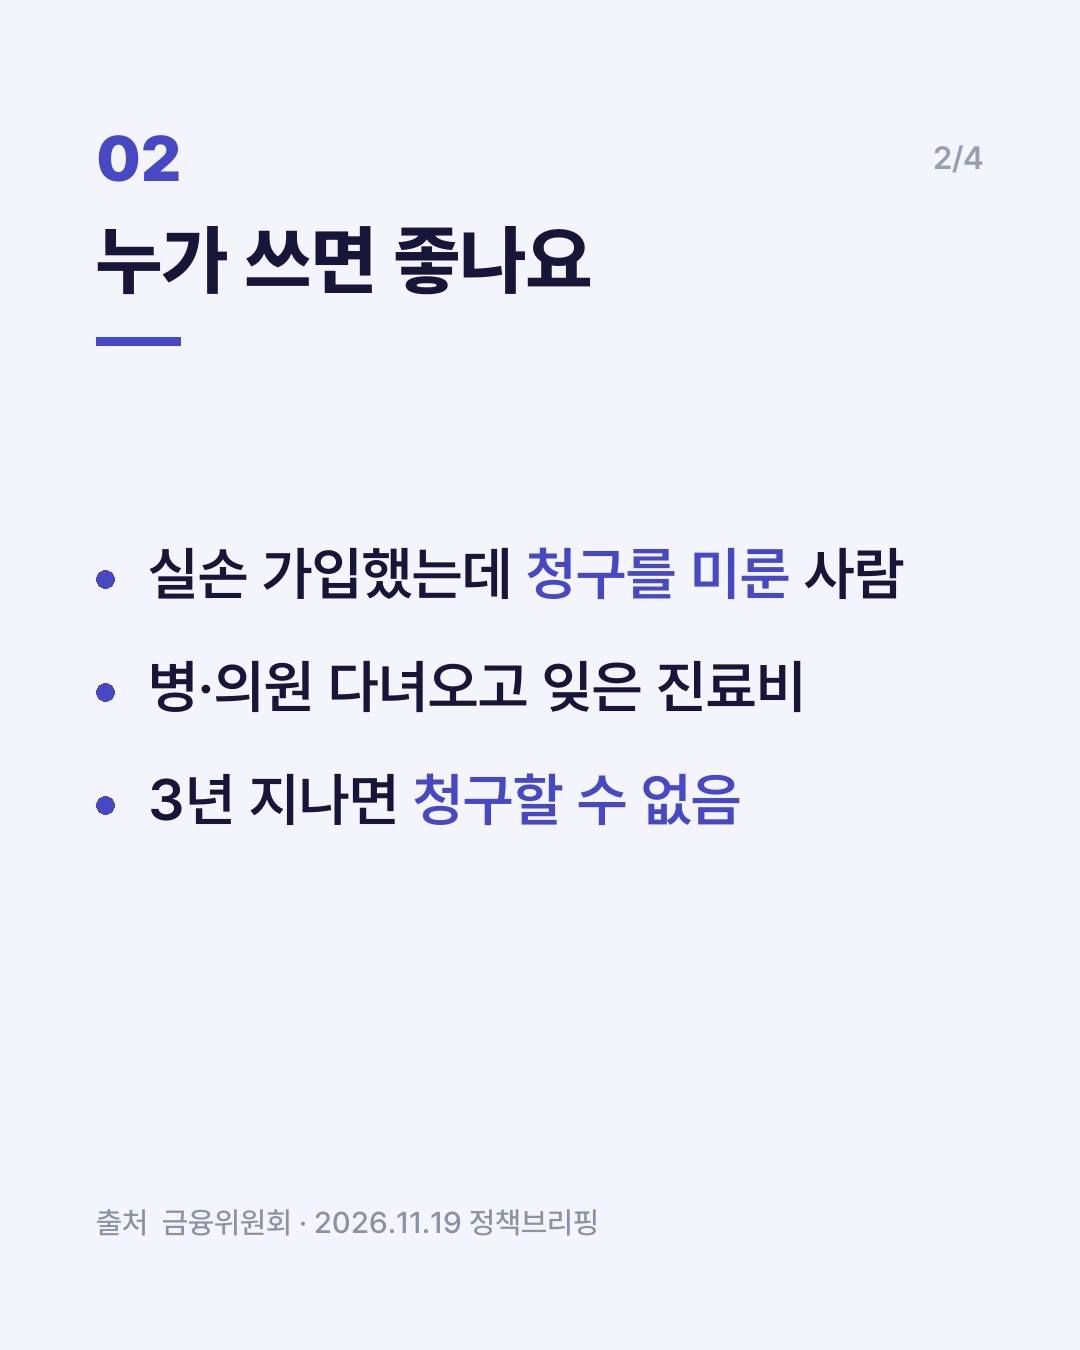 02
2/4
누가 쓰면 좋나요
• 실손 가입했는데 청구를 미룬 사람
• 병·의원 다녀오고 잊은 진료비
• 3년 지나면 청구할 수 없음
출처 금융위원회 · 2026.11.19 정책브리핑